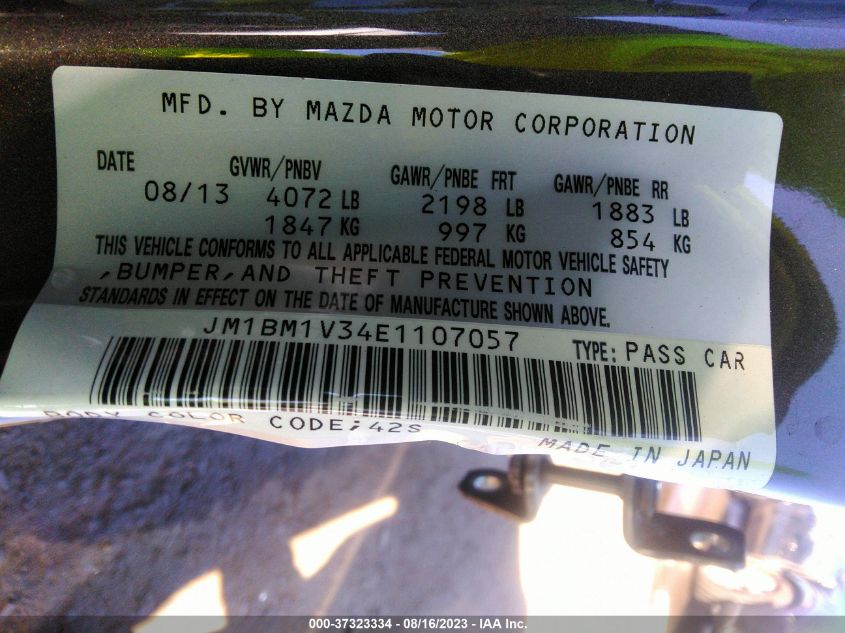 MFD. BY MAZDA MOTOR CORPORATION
DATE GVWR/PNBV GAWR/PNBE FRT GAWR/PNBE RR
08/13 4072 LB 2198 LB 1883 LB
1847 KG 997 KG 854 KG
THIS VEHICLE CONFORMS TO ALL APPLICABLE FEDERAL MOTOR VEHICLE SAFETY
,BUMPER,AND THEFT PREVENTION
STANDARDS IN EFFECT ON THE DATE OF MANUFACTURE SHOWN ABOVE.
JM1BM1V34E1107057 TYPE: PASS CAR
BODY COLOR CODE;42S MADE IN JAPAN
000-37323334 - 08/16/2023 - IAA Inc.